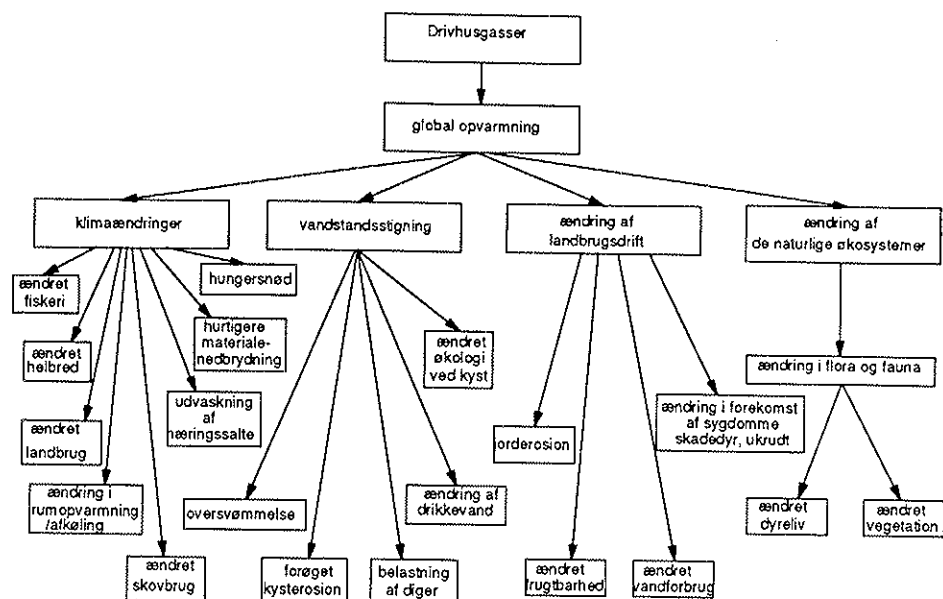 Drivhusgasser
global opvarmning
klimaændringer
vandstandsstigning
ændring af
landbrugsdrift
ændring af
de naturlige økosystemer
ændret
fiskeri
hungersnød
ændret
helbred
hurtigere
materiale-
nedbrydning
ændret
økologi
ved kyst
ændring i flora og fauna
ændret
landbrug
udvaskning
af
næringssalte
jorderosion
ændring i forekomst
af sygdomme
skadedyr, ukrudt
ændring i
rumopvarmning
/afkøling
oversvømmelse
ændring af
drikkevand
ændret
dyreliv
ændret
vegetation
ændret
skovbrug
forøget
kysterosion
belastning
af diger
ændret
frugtbarhed
ændret
vandforbrug